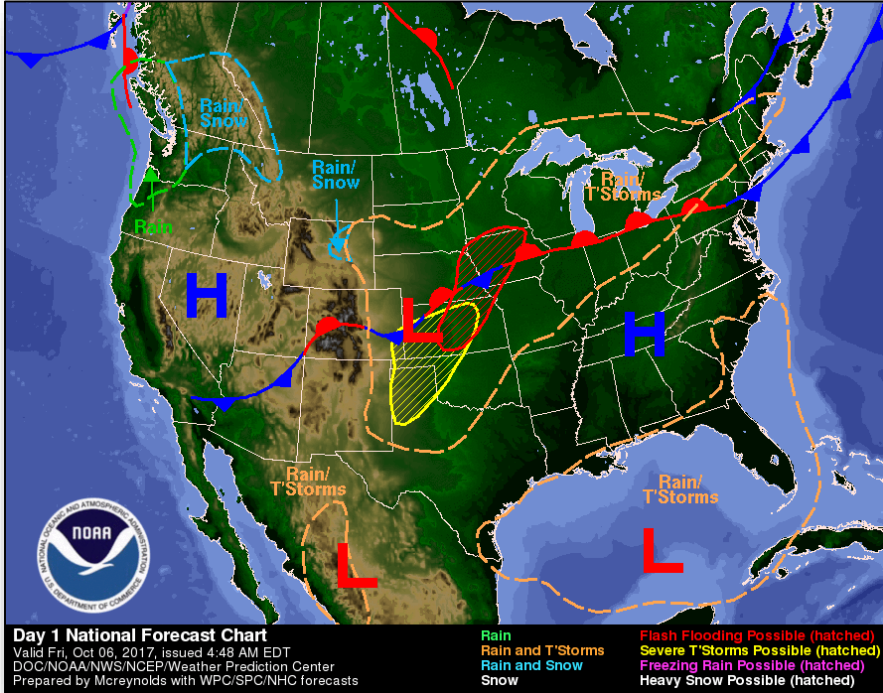 Rain/
Snow
Rain/
Snow
Rain
Rain/
T'Storms
H
L
H
Rain/
T'Storms
Rain/
T'Storms
L
L
NATIONAL OCEANIC AND ATMOSPHERIC ADMINISTRATION
NOAA
U.S. DEPARTMENT OF COMMERCE
Day 1 National Forecast Chart
Valid Fri, Oct 06, 2017, issued 4:48 AM EDT
DOC/NOAA/NWS/NCEP/Weather Prediction Center
Prepared by Mcreynolds with WPC/SPC/NHC forecasts
Rain
Rain and T'Storms
Rain and Snow
Snow
Flash Flooding Possible (hatched)
Severe T'Storms Possible (hatched)
Freezing Rain Possible (hatched)
Heavy Snow Possible (hatched)